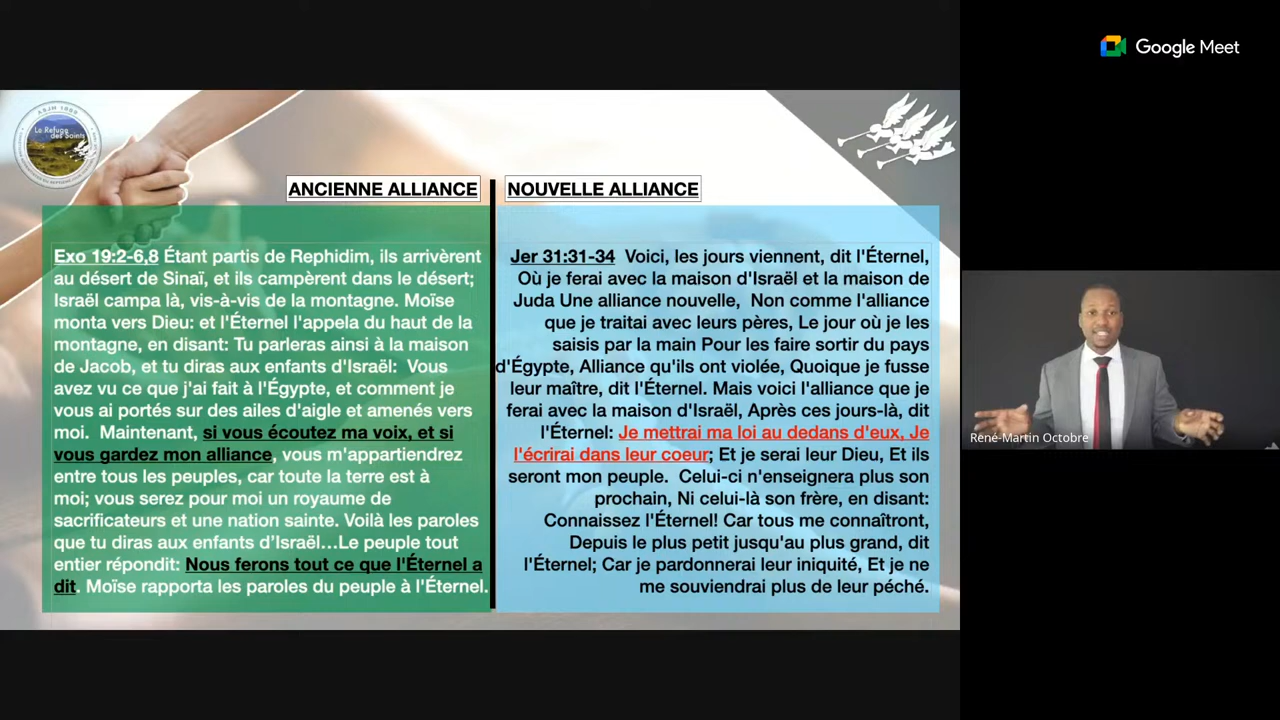 Google Meet
ASJM 1888
Le Refuge
des Saints
ANCIENNE ALLIANCE
Exo 19:2-6,8 Étant partis de Rephidim, ils arrivèrent
au désert de Sinaï, et ils campèrent dans le désert;
Israël campa là, vis-à-vis de la montagne. Moïse
monta vers Dieu: et l'Éternel l'appela du haut de la
montagne, en disant: Tu parleras ainsi à la maison
de Jacob, et tu diras aux enfants d'Israël: Vous
avez vu ce que j'ai fait à l'Égypte, et comment je
vous ai portés sur des ailes d'aigle et amenés vers
moi. Maintenant, si vous écoutez ma voix, et si
vous gardez mon alliance, vous m'appartiendrez
entre tous les peuples, car toute la terre est à
moi; vous serez pour moi un royaume de
sacrificateurs et une nation sainte. Voilà les paroles
que tu diras aux enfants d'Israël…Le peuple tout
entier répondit: Nous ferons tout ce que l'Éternel a
dit. Moïse rapporta les paroles du peuple à l'Éternel.
NOUVELLE ALLIANCE
Jer 31:31-34 Voici, les jours viennent, dit l'Éternel,
Où je ferai avec la maison d'Israël et la maison de
Juda Une alliance nouvelle, Non comme l'alliance
que je traitai avec leurs pères, Le jour où je les
saisis par la main Pour les faire sortir du pays
d'Égypte, Alliance qu'ils ont violée, Quoique je fusse
leur maître, dit l'Éternel. Mais voici l'alliance que je
ferai avec la maison d'Israël, Après ces jours-là, dit
l'Éternel: Je mettrai ma loi au dedans d'eux, Je
l'écrirai dans leur coeur; Et je serai leur Dieu, Et ils
seront mon peuple. Celui-ci n'enseignera plus son
prochain, Ni celui-là son frère, en disant:
Connaissez l'Éternel! Car tous me connaîtront,
Depuis le plus petit jusqu'au plus grand, dit
l'Éternel; Car je pardonnerai leur iniquité, Et je ne
me souviendrai plus de leur péché.
René-Martin Octobre